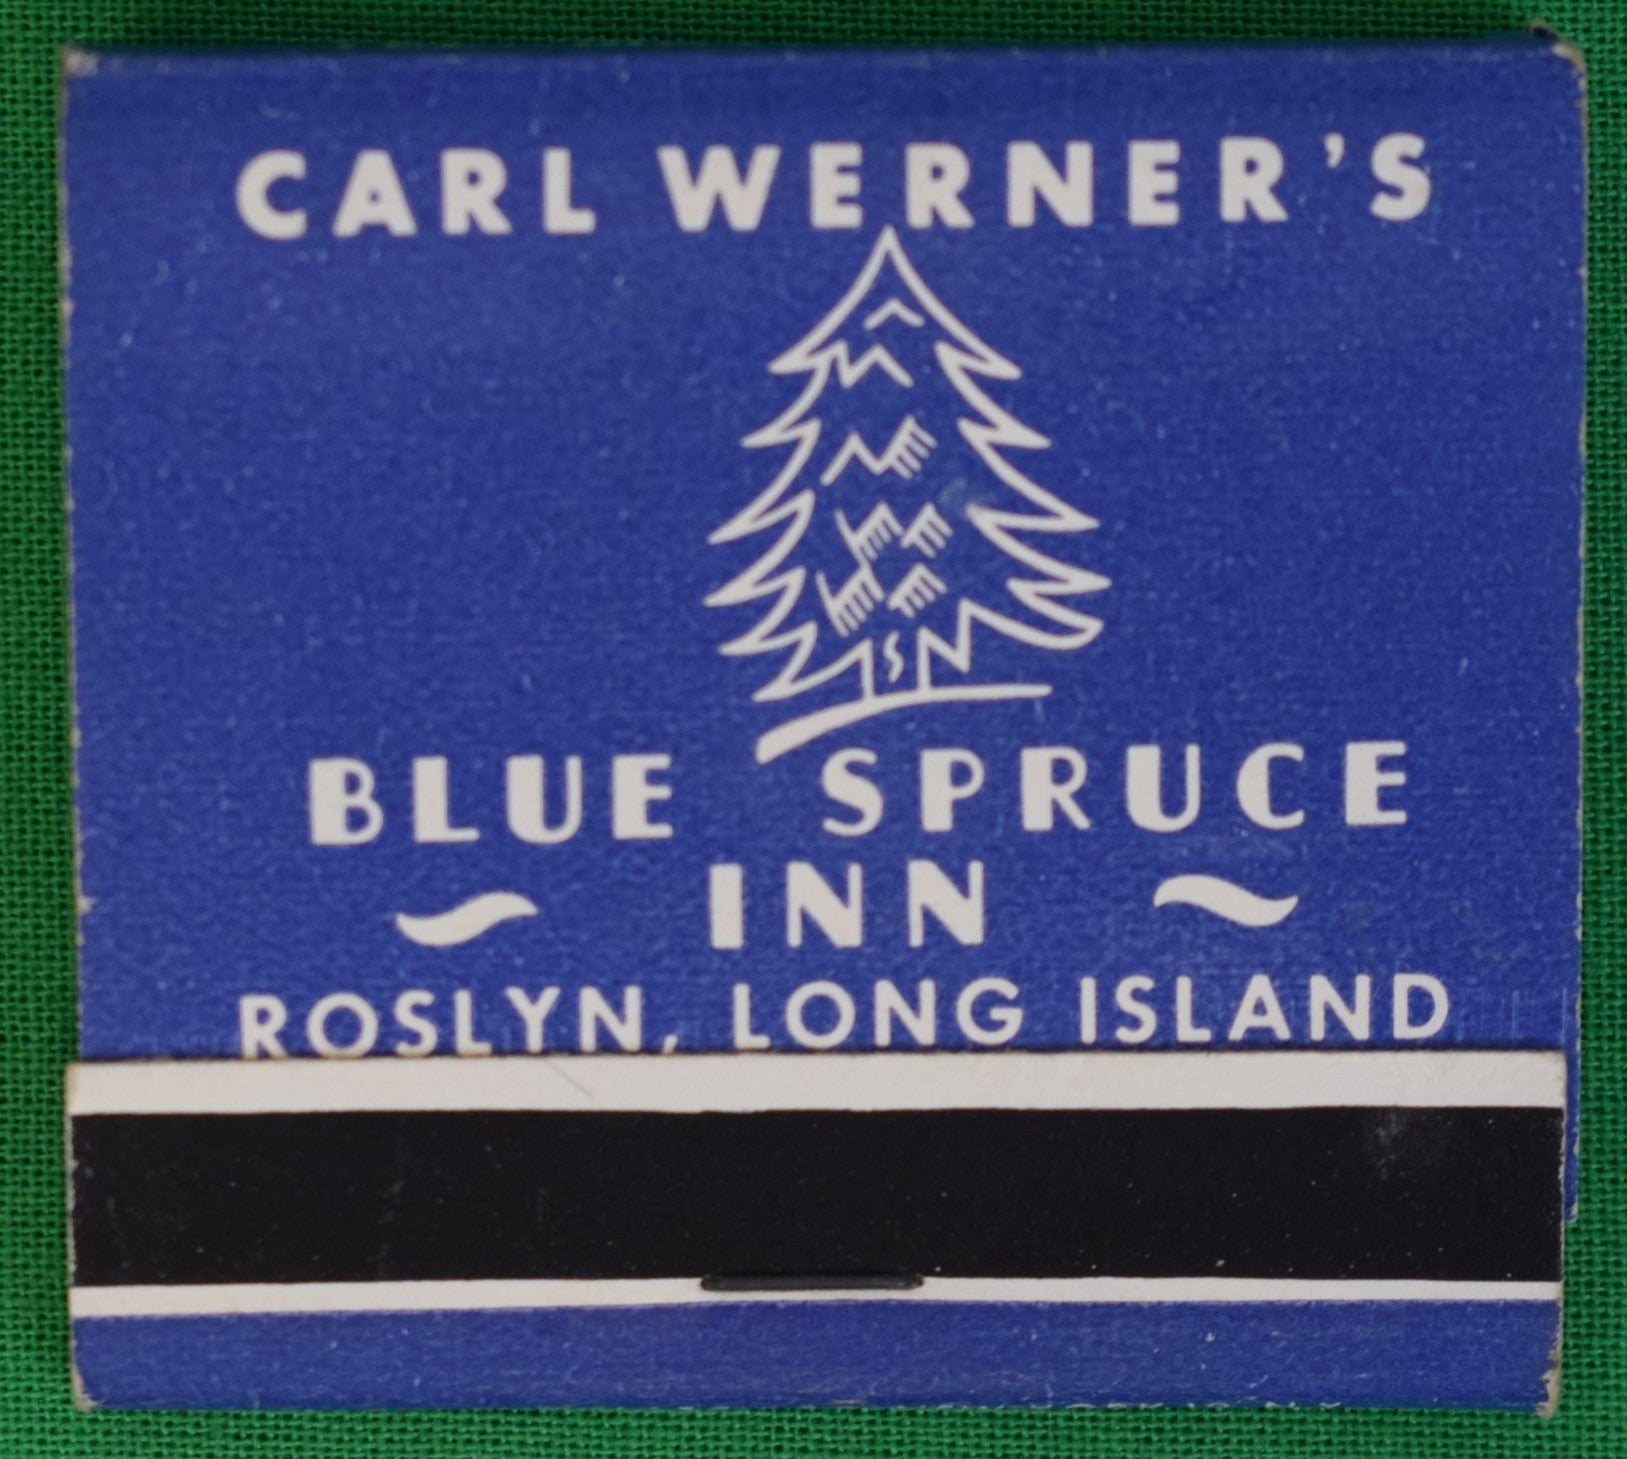 CARL WERNER'S
BLUE SPRUCE
INN
ROSLYN, LONG ISLAND